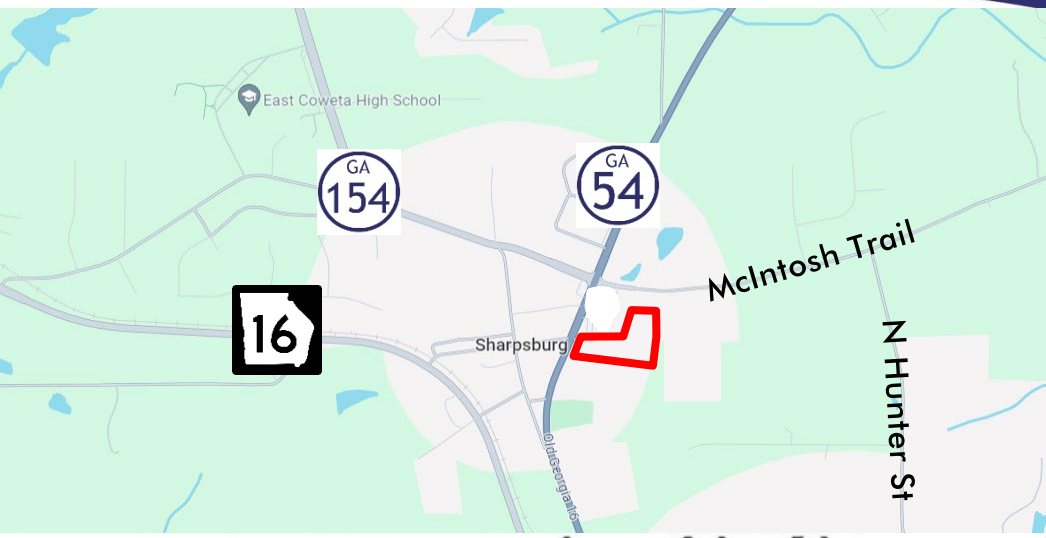 East Coweta High School
GA
154
GA
54
McIntosh Trail
16
Sharpsburg
N Hunter St
Old Georgia 16